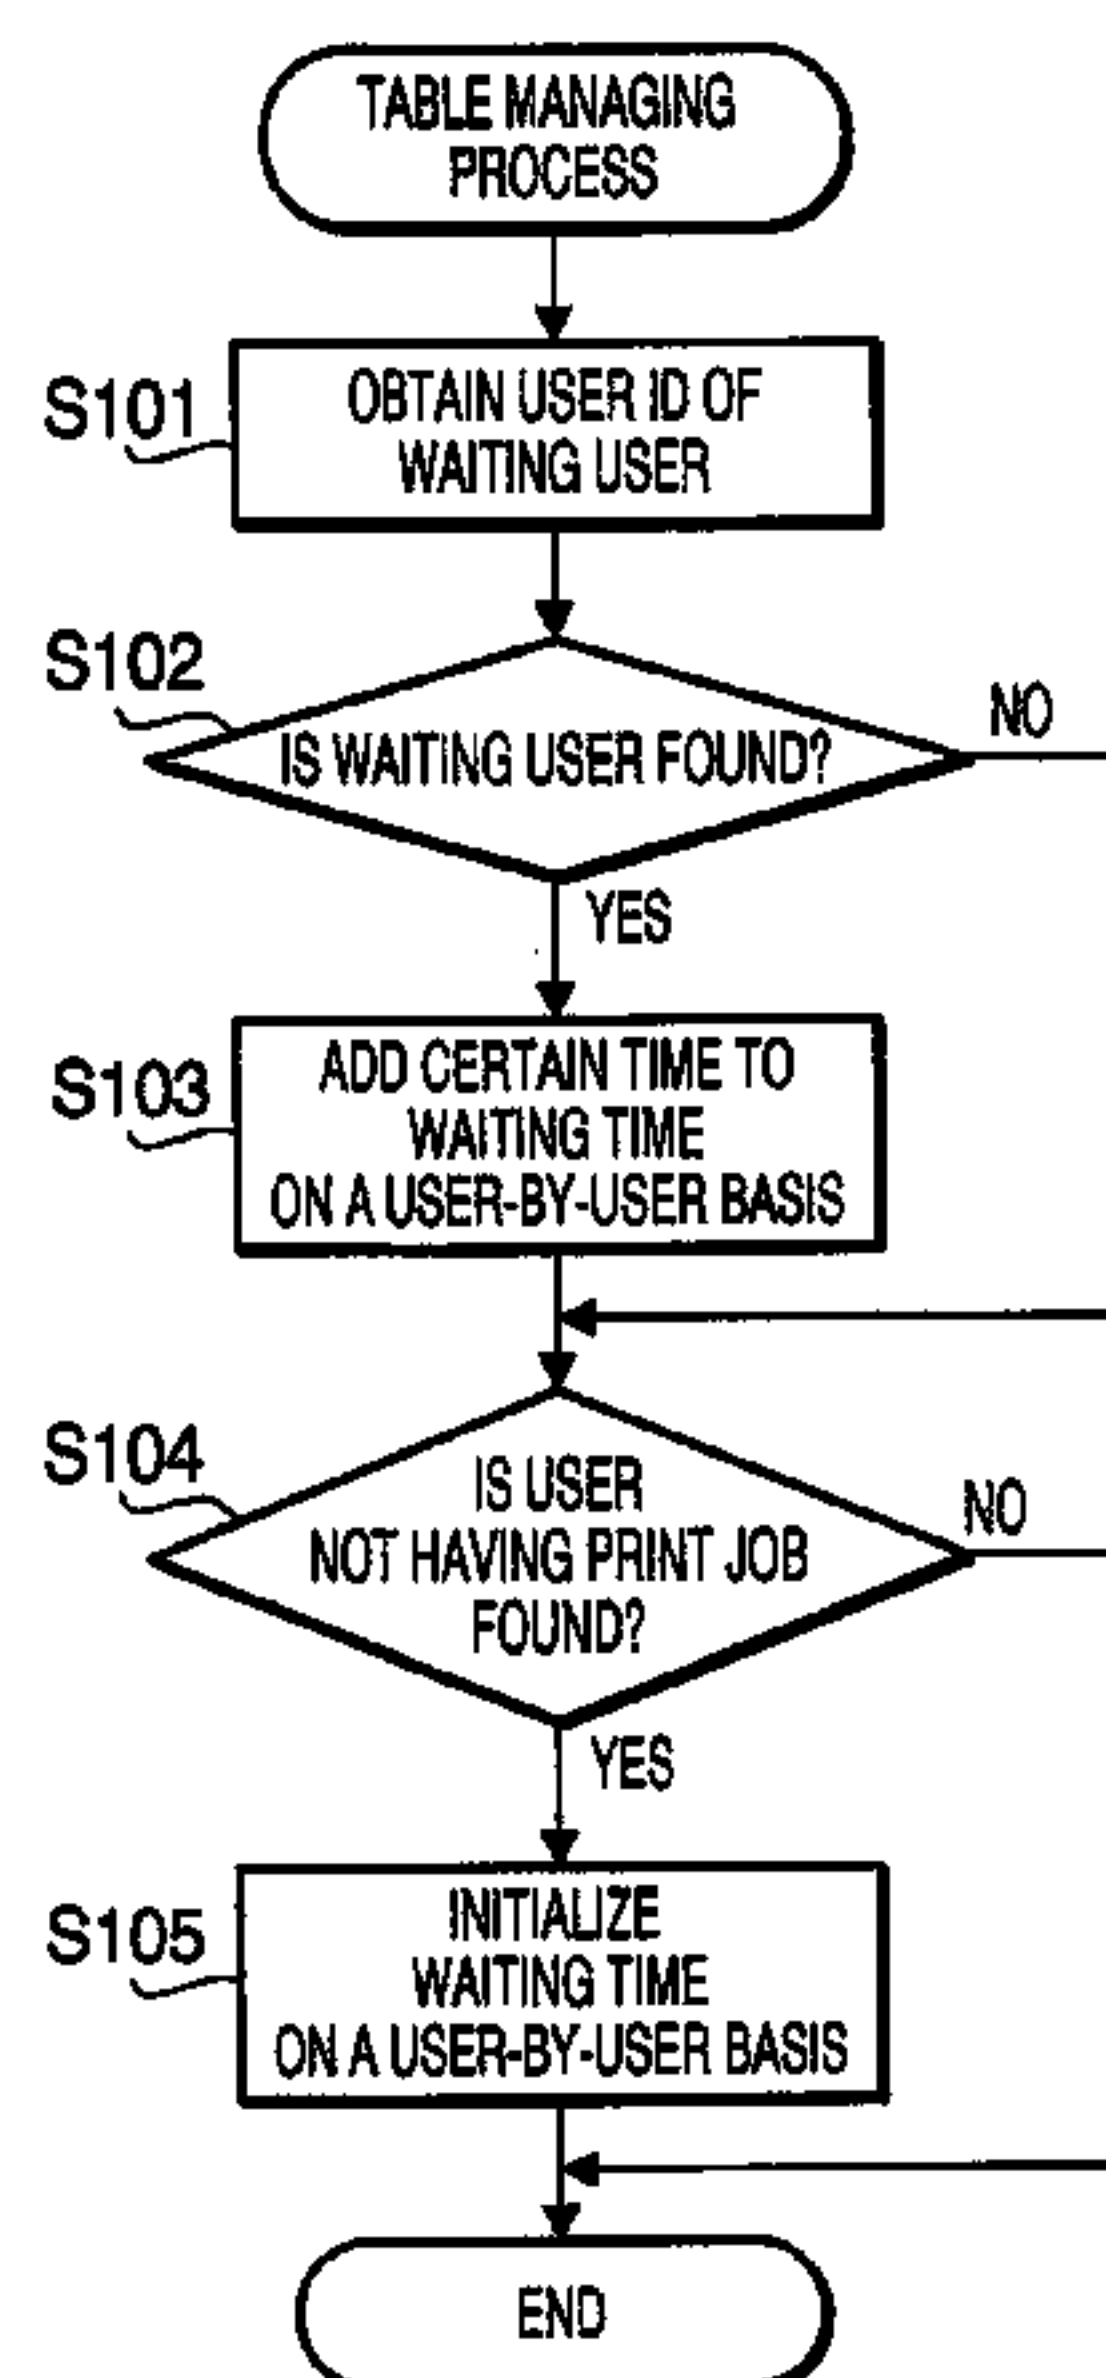 TABLE MANAGING
PROCESS
S101
OBTAIN USER ID OF
WAITING USER
S102
IS WAITING USER FOUND?
NO
YES
S103
ADD CERTAIN TIME TO
WAITING TIME
ON A USER-BY-USER BASIS
S104
IS USER
NOT HAVING PRINT JOB
FOUND?
NO
YES
S105
INITIALIZE
WAITING TIME
ON A USER-BY-USER BASIS
END